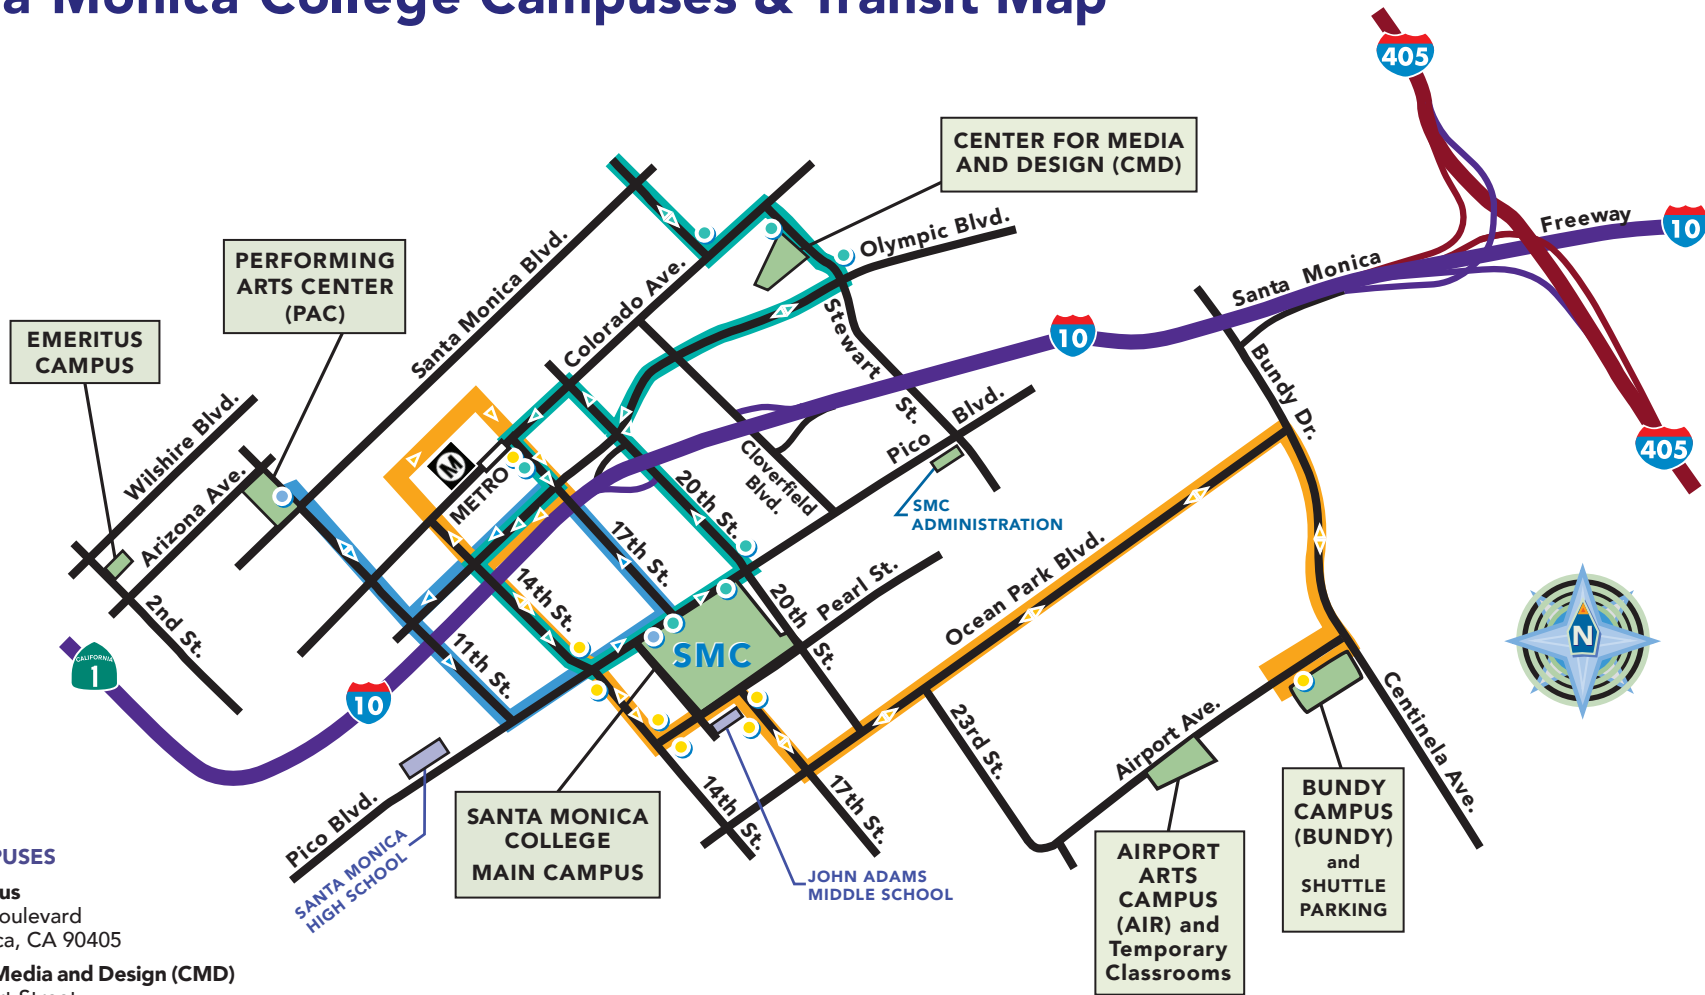 a Monica College Campuses & Transit Map
405
CENTER FOR MEDIA
AND DESIGN (CMD)
Olympic Blvd.
Freeway
10
Santa Monica
PERFORMING
ARTS CENTER
(PAC)
EMERITUS
CAMPUS
Santa Monica Blvd.
Colorado Ave.
Stewart St.
10
Bundy Dr.
Wilshire Blvd.
Arizona Ave.
M
METRO
Cloverfield
Blvd.
Pico Blvd.
405
SMC
ADMINISTRATION
20th St.
17th St.
14th St.
11th St.
2nd St.
20th St.
Pearl St.
Ocean Park Blvd.
N
SMC
CALIFORNIA
1
10
23rd St.
Airport Ave.
Centinela Ave.
14th St.
17th St.
Pico Blvd.
SANTA MONICA
HIGH SCHOOL
SANTA MONICA
COLLEGE
MAIN CAMPUS
JOHN ADAMS
MIDDLE SCHOOL
AIRPORT
ARTS
CAMPUS
(AIR) and
Temporary
Classrooms
BUNDY
CAMPUS
(BUNDY)
and
SHUTTLE
PARKING
PUSES
us
oulevard
ca, CA 90405
Media and Design (CMD)